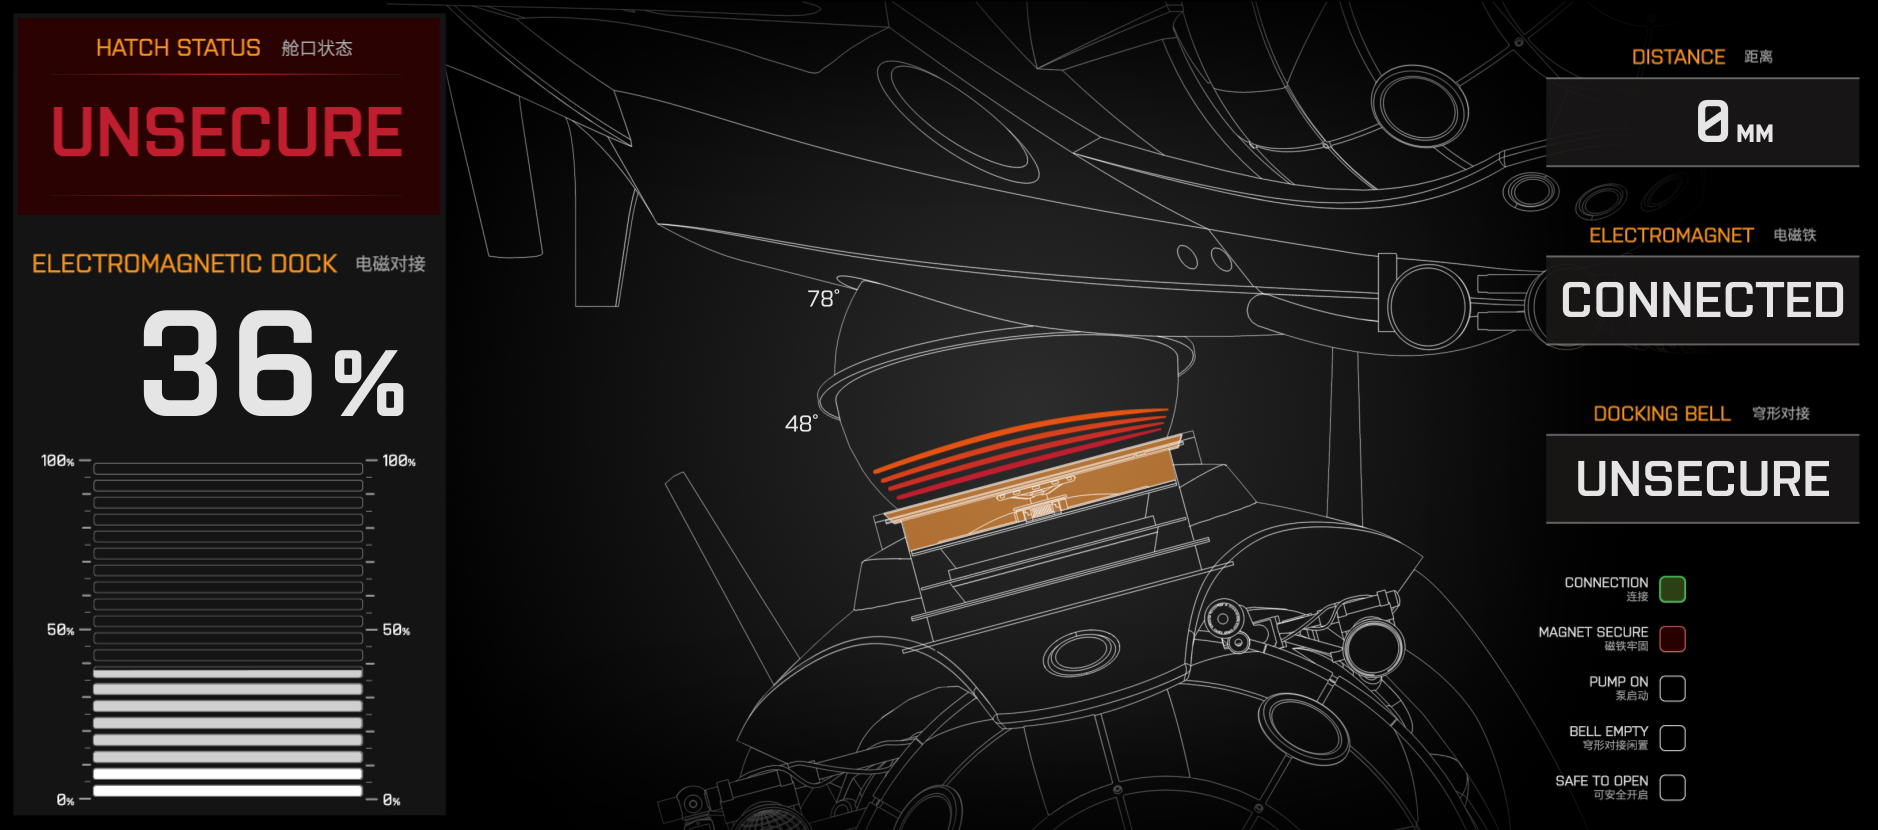 HATCH STATUS 舱口状态
UNSECURE
ELECTROMAGNETIC DOCK 电磁对接
36%
100% 100%
50% 50%
0% 0%
78°
48°
DISTANCE 距离
0 MM
ELECTROMAGNET 电磁铁
CONNECTED
DOCKING BELL 穹形对接
UNSECURE
CONNECTION
连接
MAGNET SECURE
磁铁牢固
PUMP ON
泵启动
BELL EMPTY
穹形对接闲置
SAFE TO OPEN
可安全开启